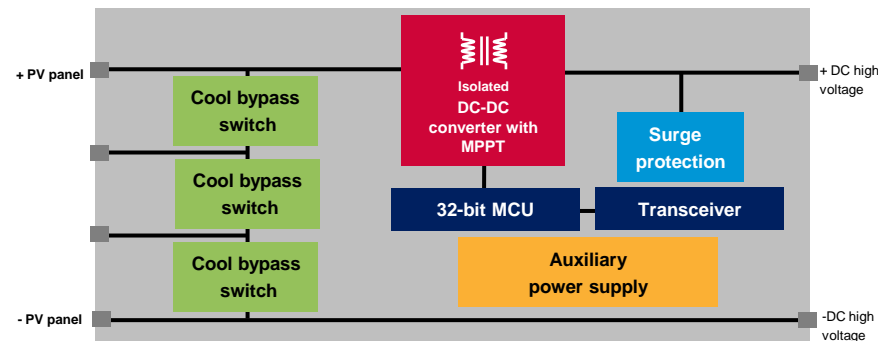 + PV panel
Cool bypass
switch
Cool bypass
switch
Cool bypass
switch
- PV panel
Isolated
DC-DC
converter with
MPPT
32-bit MCU
Transceiver
Surge
protection
Auxiliary
power supply
+ DC high
voltage
-DC high
voltage